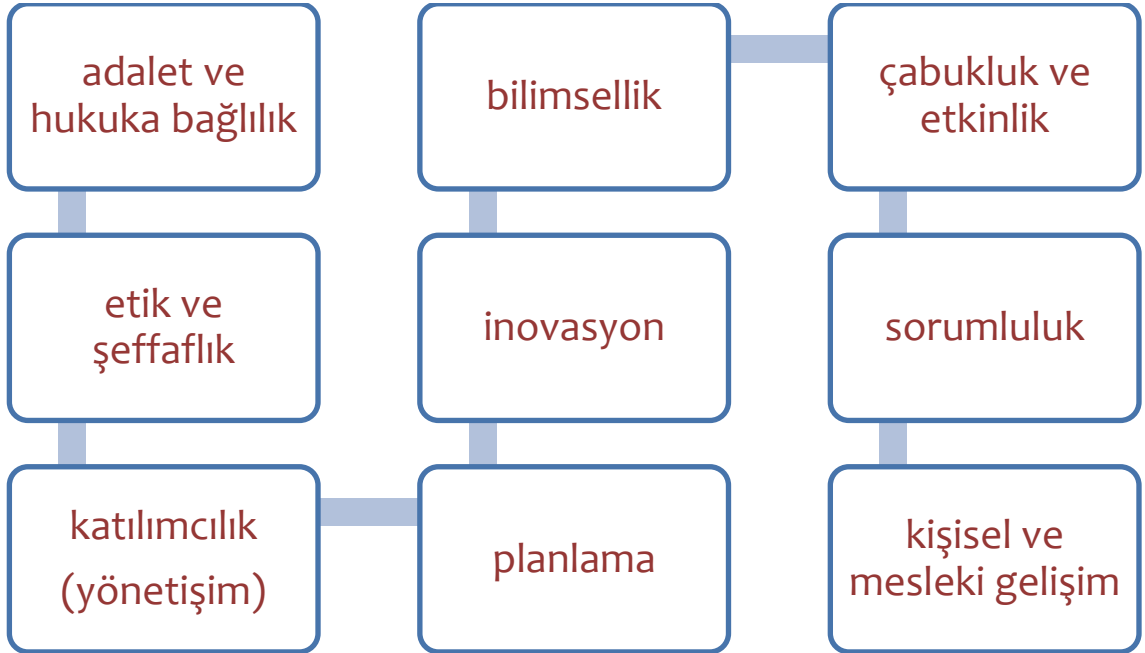 adalet ve
hukuka bağlılık
etik ve
şeffaflık
katılımcılık
(yönetişim)
planlama
inovasyon
bilimsellik
çabukluk ve
etkinlik
sorumluluk
kişisel ve
mesleki gelişim